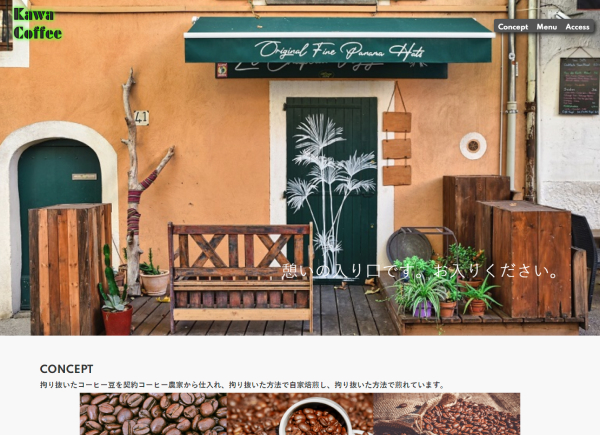 Kawa
Coffee
Concept Menu Access
Original Fine Panama Hats
41
憩いの入り口です。お入りください。
CONCEPT
拘り抜いたコーヒー豆を契約コーヒー農家から仕入れ、拘り抜いた方法で自家焙煎し、拘り抜いた方法で煎れています。